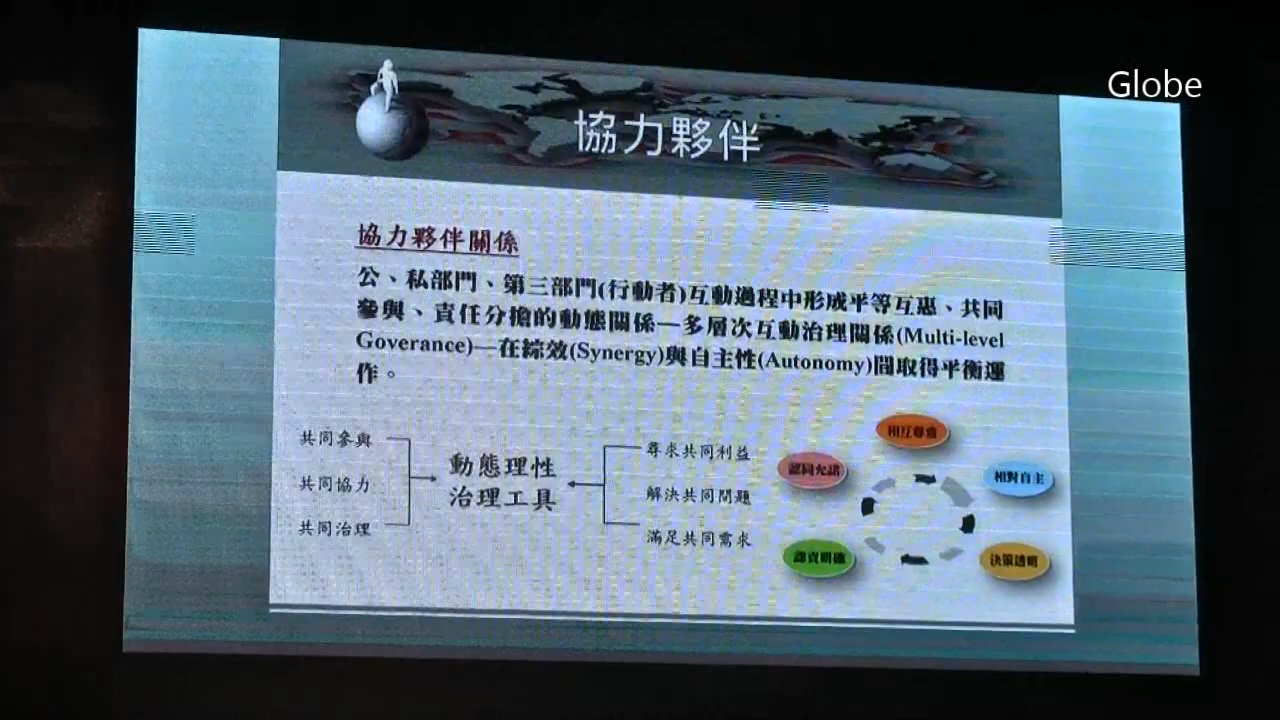 Globe
協力夥伴
協力夥伴關係
公、私部門、第三部門(行動者)互動過程中形成平等互惠、共同
參與、責任分擔的動態關係—多層次互動治理關係(Multi-level
Goverance)—在綜效(Synergy)與自主性(Autonomy)間取得平衡運
作。
共同參與
共同協力
共同治理
動態理性
治理工具
尋求共同利益
解決共同問題
滿足共同需求
相互尊重
相對自主
決策透明
課責明確
認同允諾